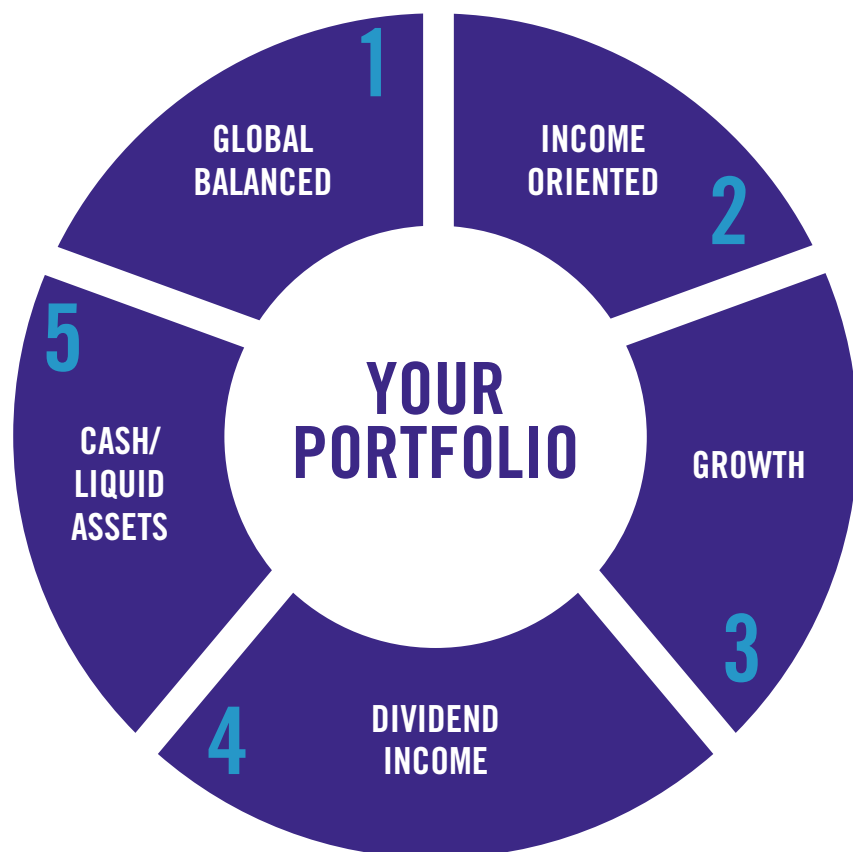 1
GLOBAL
BALANCED
INCOME
ORIENTED
2
GROWTH
3
DIVIDEND
INCOME
4
5
CASH/
LIQUID
ASSETS
YOUR
PORTFOLIO